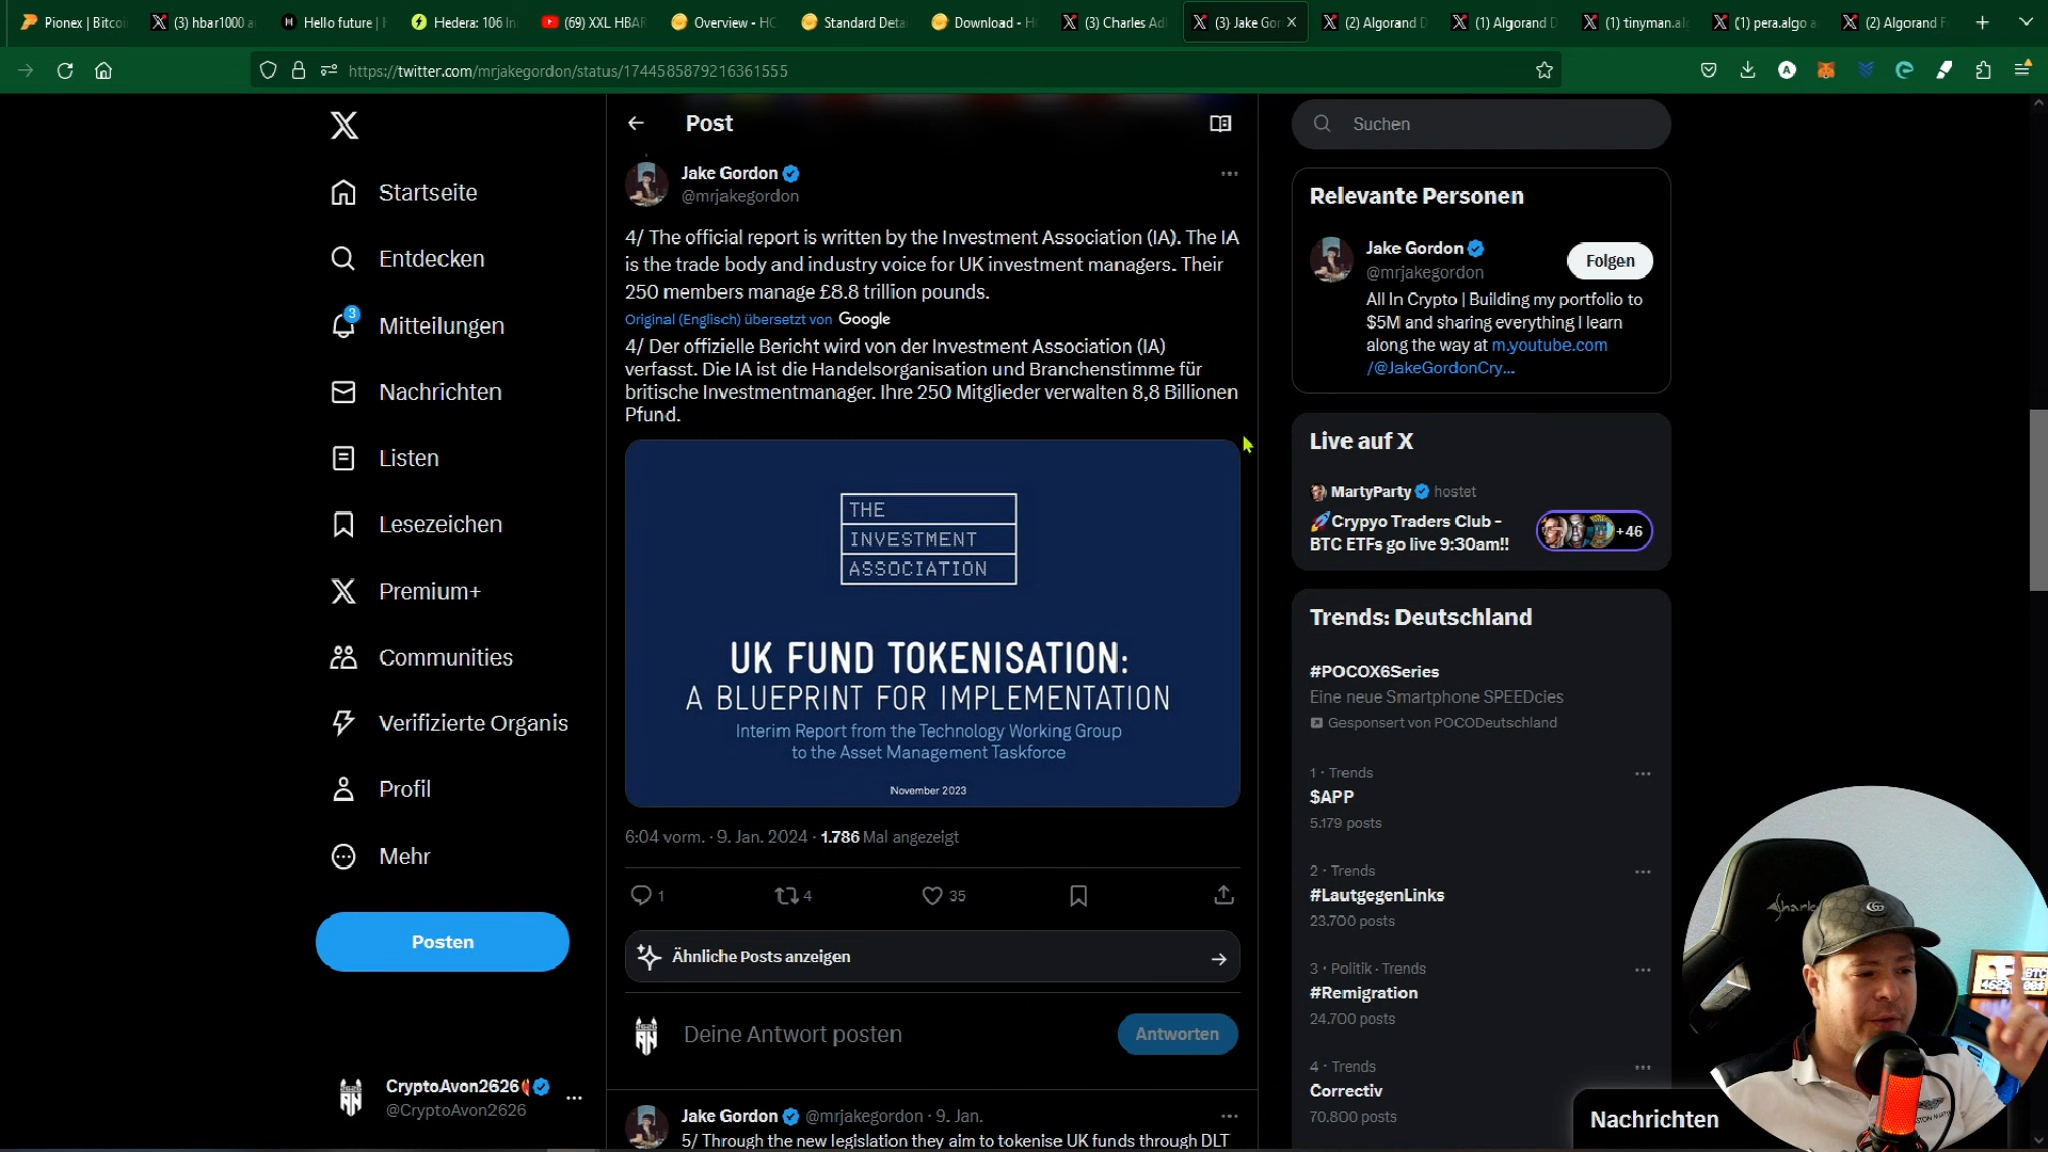 Pionex | Bitcoi
(3) hbar1000 a
Hello future |
Hedera: 106 In
(69) XXL HBAR
Overview - HC
Standard Deta
Download - H
(3) Charles Ad
(3) Jake Gor
(2) Algorand D
(1) Algorand D
(1) tinyman.al
(1) pera.algo a
(2) Algorand F
https://twitter.com/mrjakegordon/status/1744585879216361555
Startseite
Entdecken
3
Mitteilungen
Nachrichten
Listen
Lesezeichen
Premium+
Communities
Verifizierte Organis
Profil
Mehr
Posten
CryptoAvon2626
@CryptoAvon2626
Post
Jake Gordon
@mrjakegordon
4/ The official report is written by the Investment Association (IA). The IA
is the trade body and industry voice for UK investment managers. Their
250 members manage £8.8 trillion pounds.
Original (Englisch) übersetzt von Google
4/ Der offizielle Bericht wird von der Investment Association (IA)
verfasst. Die IA ist die Handelsorganisation und Branchenstimme für
britische Investmentmanager. Ihre 250 Mitglieder verwalten 8,8 Billionen
Pfund.
THE
INVESTMENT
ASSOCIATION
UK FUND TOKENISATION:
A BLUEPRINT FOR IMPLEMENTATION
Interim Report from the Technology Working Group
to the Asset Management Taskforce
November 2023
6:04 vorm. · 9. Jan. 2024 · 1.786 Mal angezeigt
1
4
35
Ähnliche Posts anzeigen
Deine Antwort posten
Antworten
Jake Gordon @mrjakegordon · 9. Jan.
5/ Through the new legislation they aim to tokenise UK funds through DLT
Suchen
Relevante Personen
Jake Gordon
@mrjakegordon
Folgen
All In Crypto | Building my portfolio to
$5M and sharing everything I learn
along the way at m.youtube.com
/@JakeGordonCry...
Live auf X
MartyParty hostet
Crypyo Traders Club -
BTC ETFs go live 9:30am!!
+46
Trends: Deutschland
#POCOX6Series
Eine neue Smartphone SPEEDcies
Gesponsert von POCODeutschland
1 · Trends
$APP
5.179 posts
2 · Trends
#LautgegenLinks
23.700 posts
3 · Politik · Trends
#Remigration
24.700 posts
4 · Trends
Correctiv
70.800 posts
Nachrichten